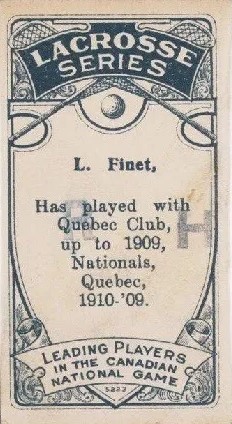 LACROSSE
SERIES
L. Finet,
Has played with
Québec Club,
up to 1909,
Nationals,
Quebec,
1910-'09.
LEADING PLAYERS
IN THE CANADIAN
NATIONAL GAME